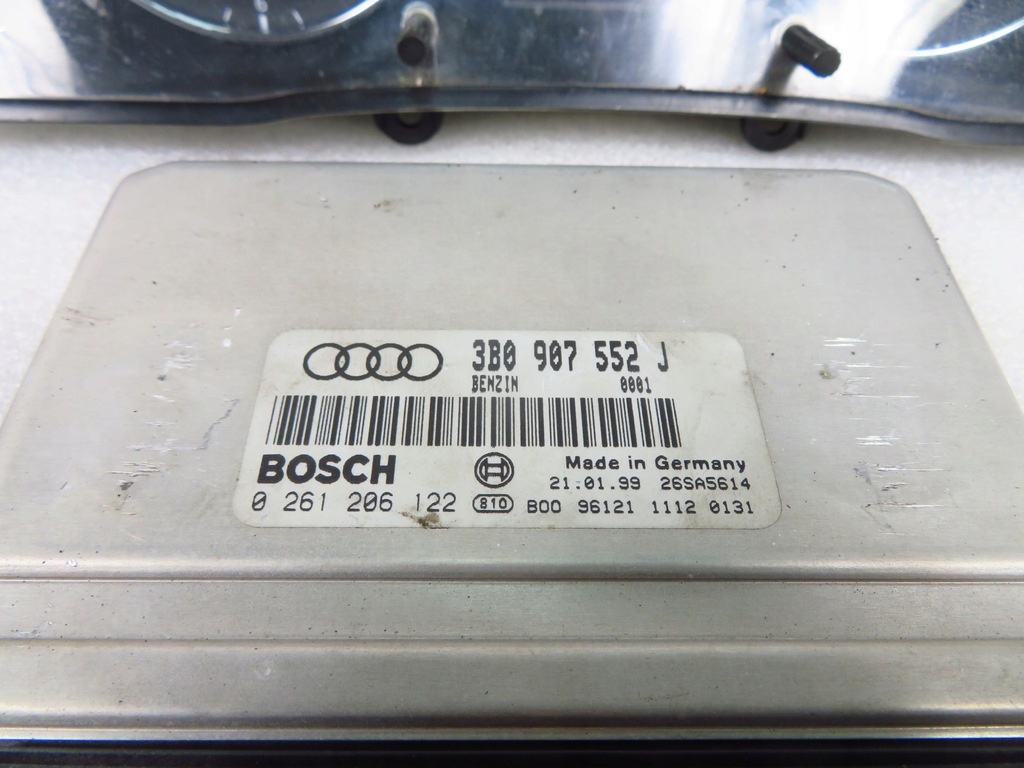 3B0 907 552 J
BENZIN 0001
BOSCH Made in Germany
21.01.99 26SA5614
0 261 206 122 810 B00 96121 1112 0131